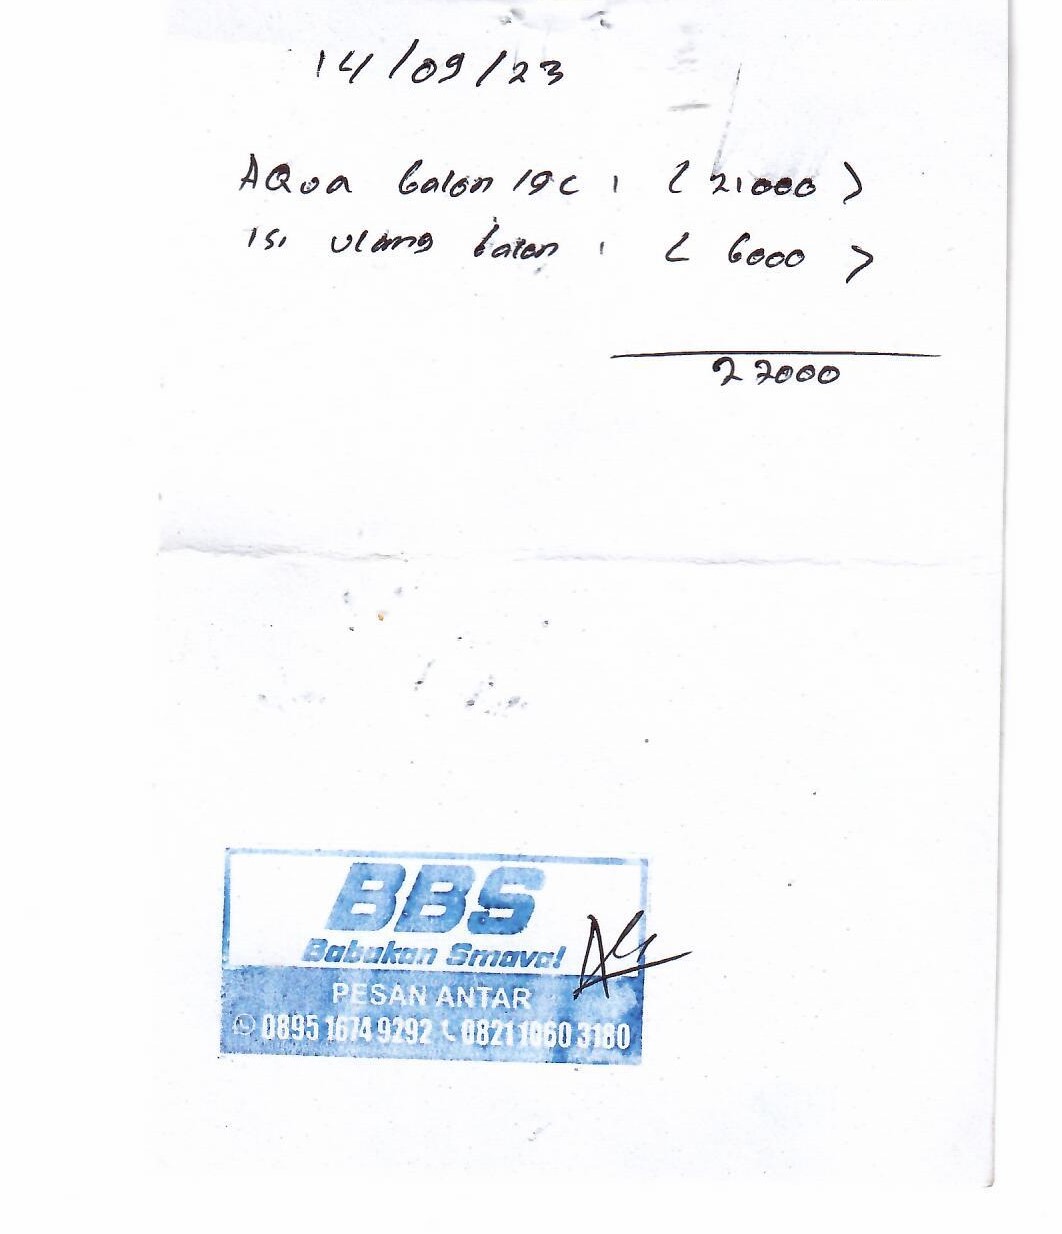 14/09/23
AQua Galon 19L : ( 21000 )
isi ulang Galon : ( 6000 )
27000
BBS
Babakan Smaval
PESAN ANTAR
0895 1674 9292 0821 1060 3180